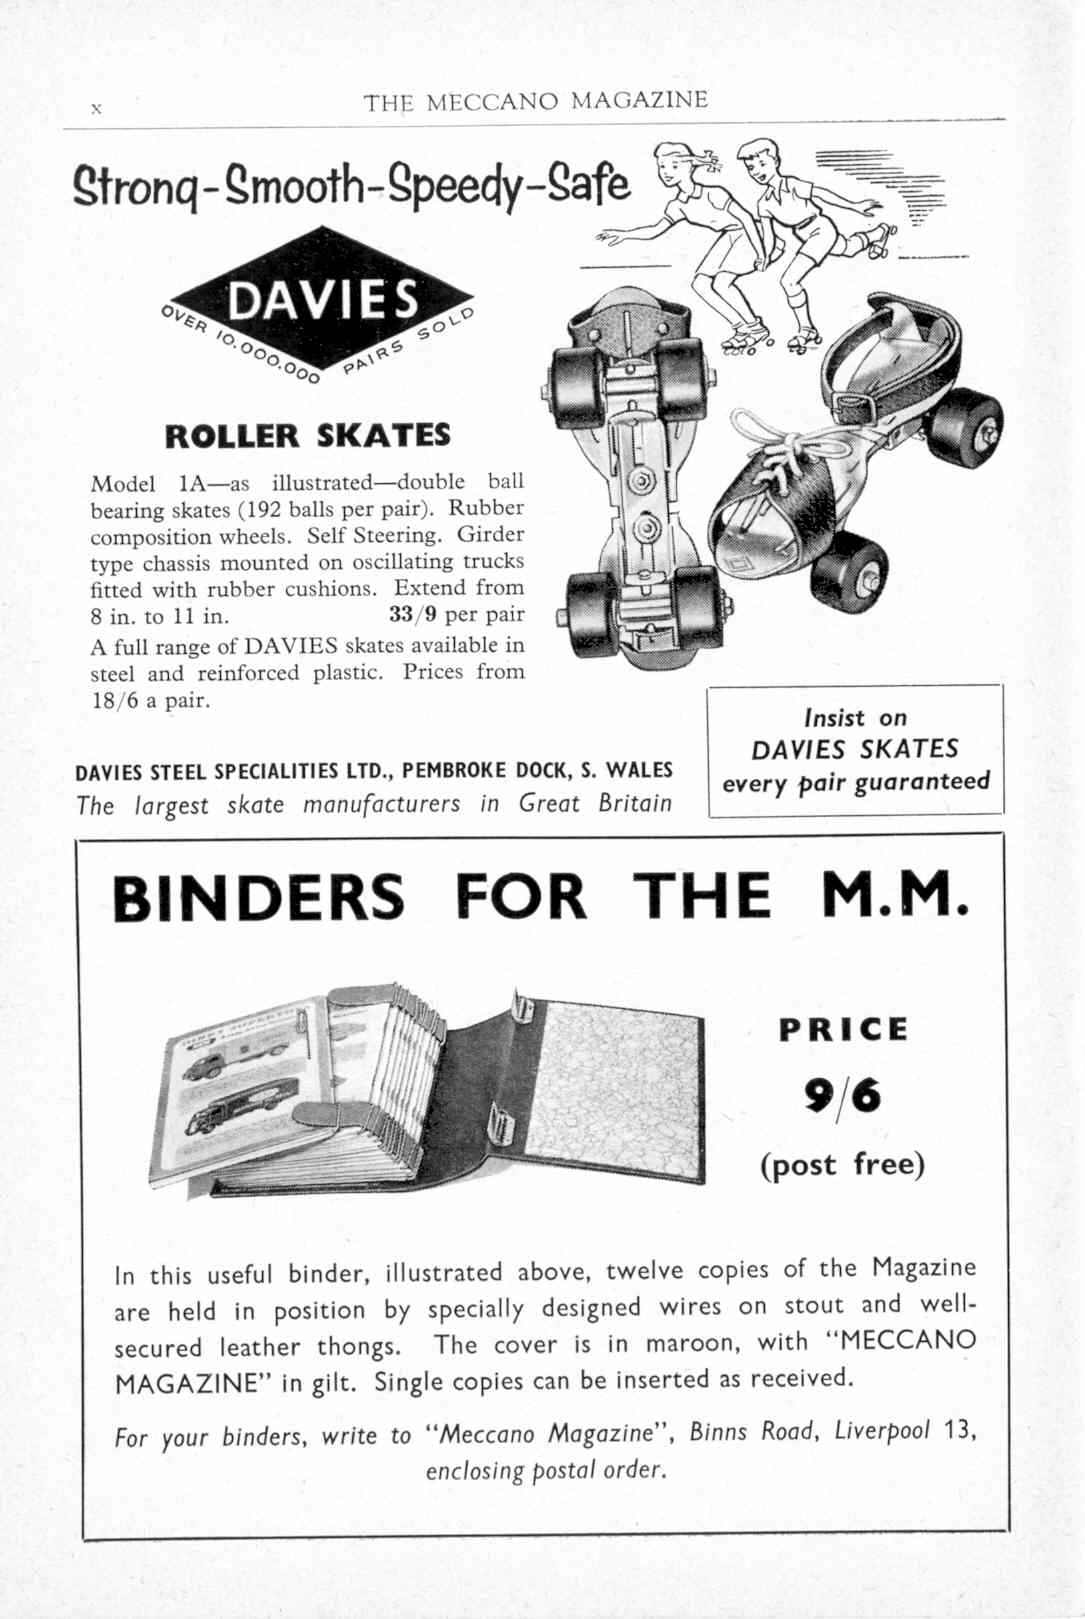 x
THE MECCANO MAGAZINE
Strong-Smooth-Speedy-Safe
DAVIES
OVER 10,000,000 PAIRS SOLD
ROLLER SKATES
Model 1A—as illustrated—double ball
bearing skates (192 balls per pair). Rubber
composition wheels. Self Steering. Girder
type chassis mounted on oscillating trucks
fitted with rubber cushions. Extend from
8 in. to 11 in. 33/9 per pair
A full range of DAVIES skates available in
steel and reinforced plastic. Prices from
18/6 a pair.
DAVIES STEEL SPECIALITIES LTD., PEMBROKE DOCK, S. WALES
The largest skate manufacturers in Great Britain
Insist on
DAVIES SKATES
every pair guaranteed
BINDERS FOR THE M.M.
PRICE
9/6
(post free)
In this useful binder, illustrated above, twelve copies of the Magazine
are held in position by specially designed wires on stout and well-
secured leather thongs. The cover is in maroon, with "MECCANO
MAGAZINE" in gilt. Single copies can be inserted as received.
For your binders, write to "Meccano Magazine", Binns Road, Liverpool 13,
enclosing postal order.